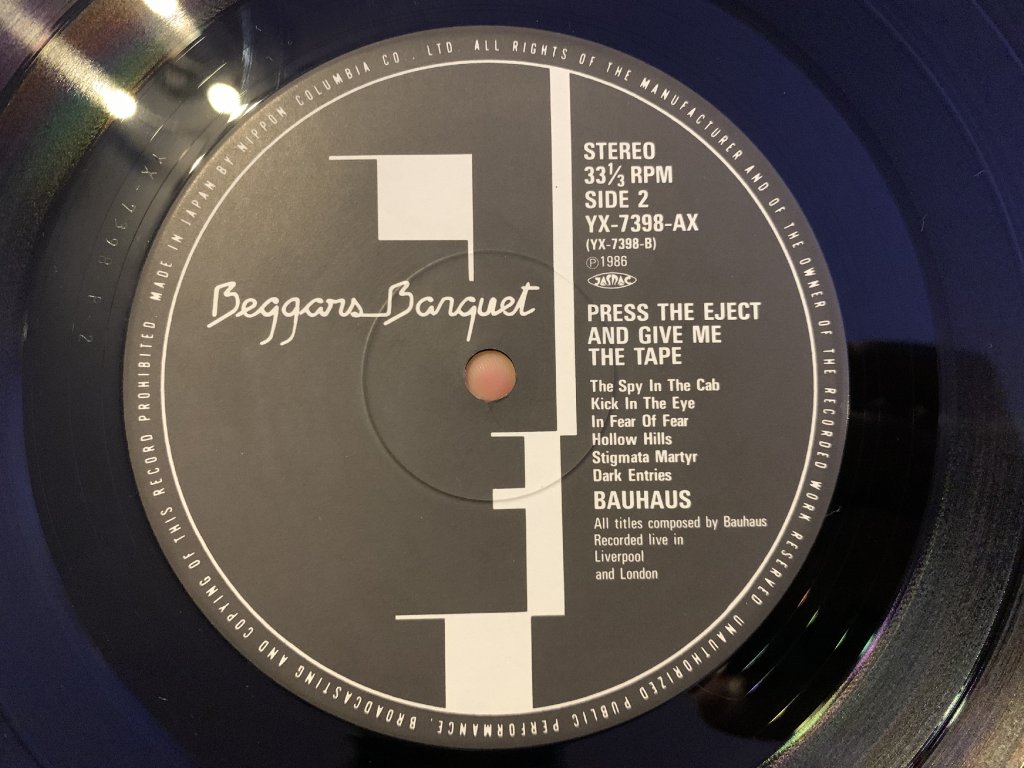 MADE IN JAPAN BY NIPPON COLUMBIA CO., LTD. ALL RIGHTS OF THE MANUFACTURER AND OF THE OWNER OF THE RECORDED WORK RESERVED. UNAUTHORIZED PUBLIC PERFORMANCE. BROADCASTING AND COPYING OF THIS RECORD PROHIBITED.
Beggars Banquet
STEREO
33⅓ RPM
SIDE 2
YX-7398-AX
(YX-7398-B)
Ⓟ1986
JASRAC
PRESS THE EJECT
AND GIVE ME
THE TAPE
The Spy In The Cab
Kick In The Eye
In Fear Of Fear
Hollow Hills
Stigmata Martyr
Dark Entries
BAUHAUS
All titles composed by Bauhaus
Recorded live in
Liverpool
and London